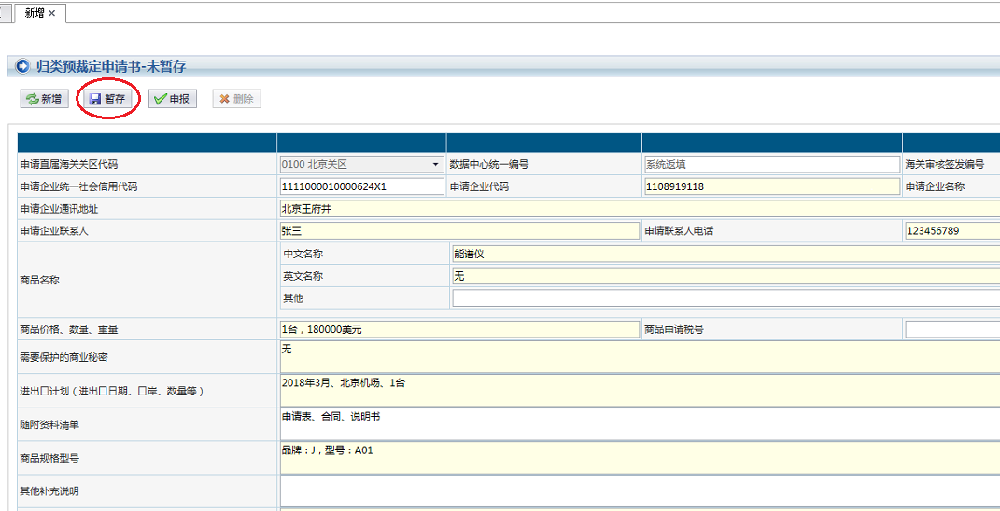 新增 ×
归类预裁定申请书-未暂存
新增 暂存 申报 删除
申请直属海关关区代码 0100 北京关区 数据中心统一编号 系统返填 海关审核签发编号
申请企业统一社会信用代码 1111000010000624X1 申请企业代码 1108919118 申请企业名称
申请企业通讯地址 北京王府井
申请企业联系人 张三 申请联系人电话 123456789
商品名称
中文名称 能谱仪
英文名称 无
其他
商品价格、数量、重量 1台，180000美元 商品申请税号
需要保护的商业秘密 无
进出口计划（进出口日期、口岸、数量等） 2018年3月、北京机场、1台
随附资料清单 申请表、合同、说明书
商品规格型号 品牌：J，型号：A01
其他补充说明